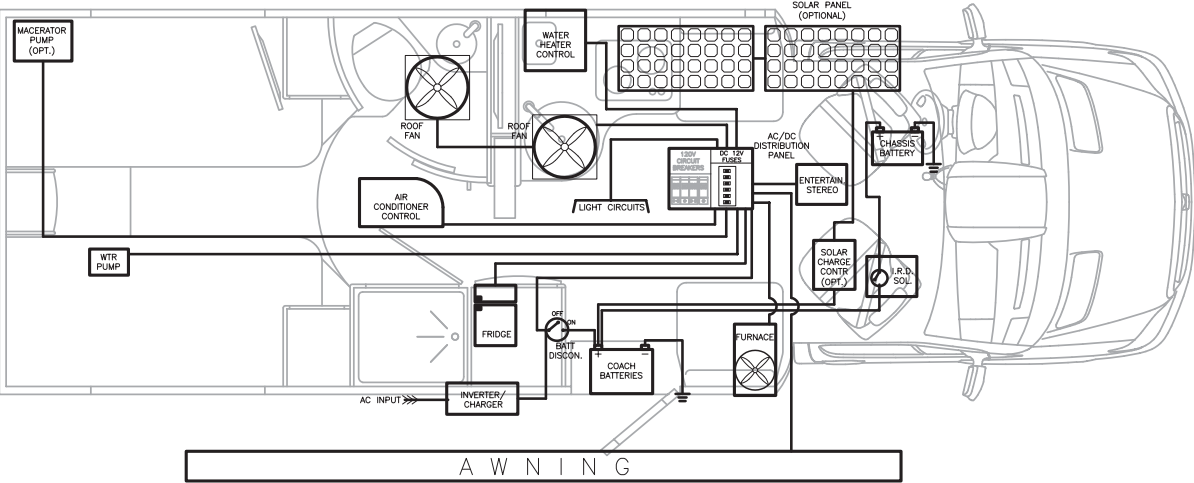 SOLAR PANEL
(OPTIONAL)
MACERATOR
PUMP
(OPT.)
WATER
HEATER
CONTROL
ROOF
FAN
ROOF
FAN
AC/DC
DISTRIBUTION
PANEL
120V
CIRCUIT
BREAKERS
DC 12V
FUSES
+ −
CHASSIS
BATTERY
ENTERTAIN
STEREO
AIR
CONDITIONER
CONTROL
LIGHT CIRCUITS
WTR
PUMP
SOLAR
CHARGE
CONTR
(OPT.)
I.R.D.
SOL.
FRIDGE
OFF
ON
BATT
DISCON.
+ −
COACH
BATTERIES
FURNACE
AC INPUT
INVERTER/
CHARGER
AWNING